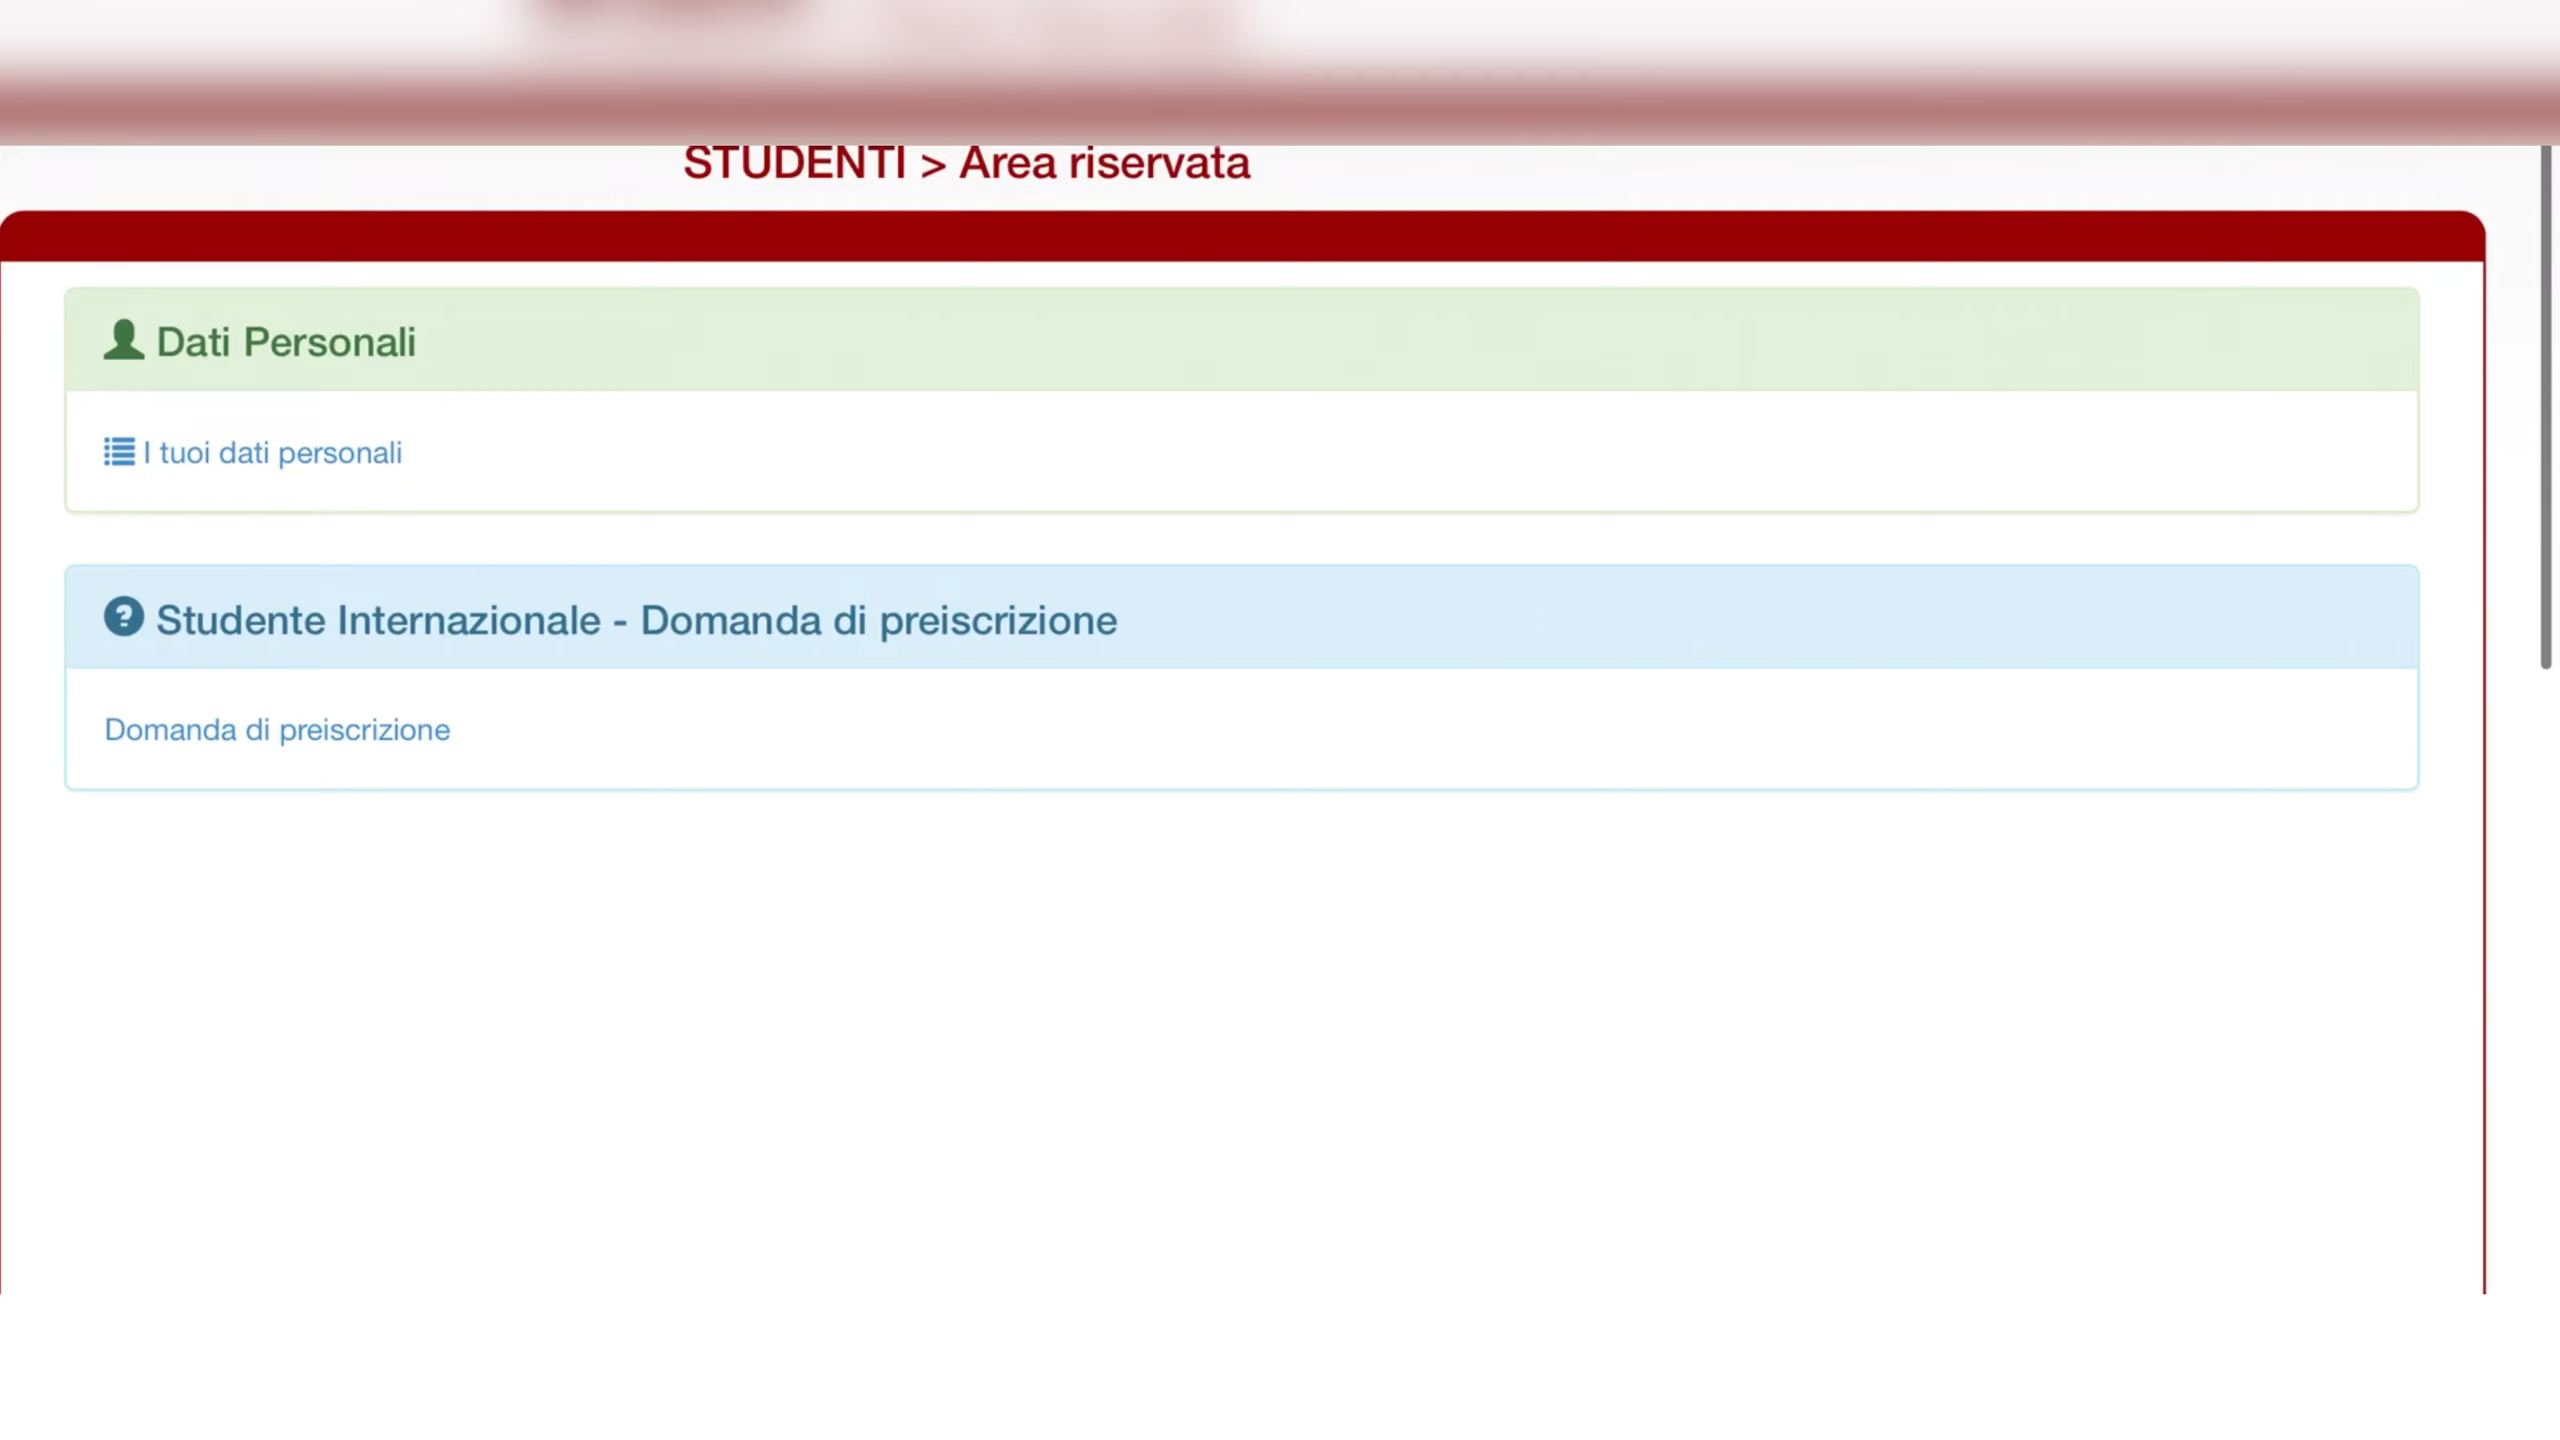 STUDENTI > Area riservata
Dati Personali
I tuoi dati personali
Studente Internazionale - Domanda di preiscrizione
Domanda di preiscrizione